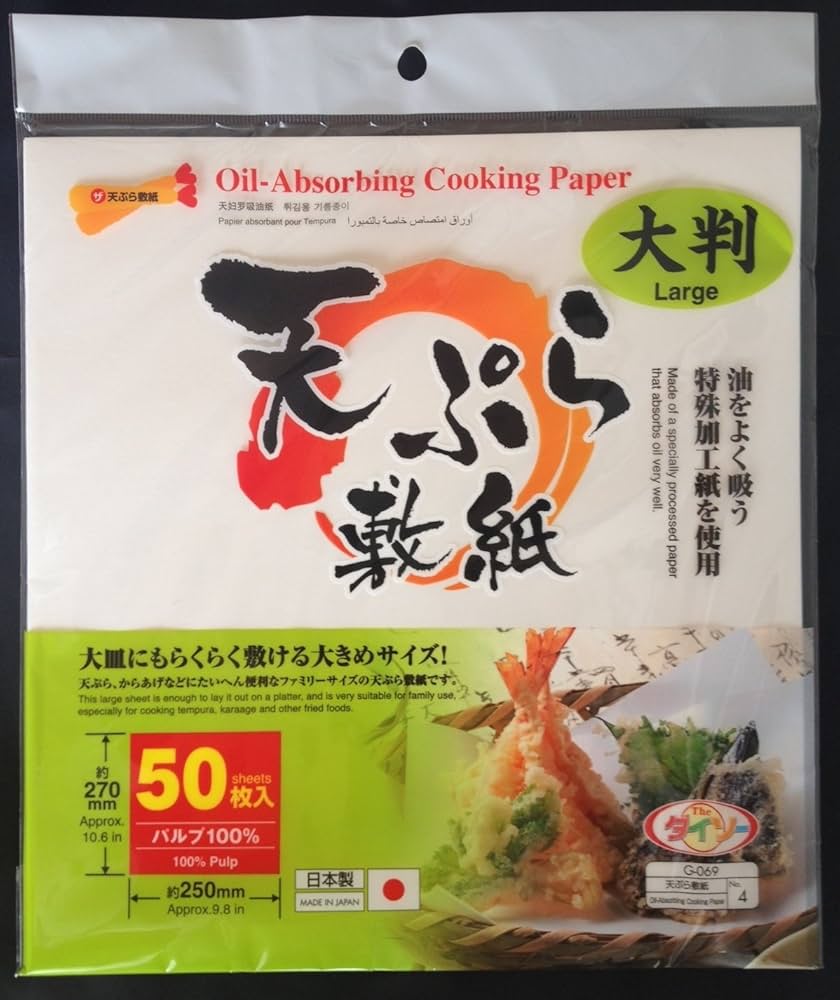 ザ 天ぷら敷紙
Oil-Absorbing Cooking Paper
天妇罗吸油纸 튀김용 기름종이
Papier absorbant pour Tempura أوراق امتصاص خاصة بالتمبورا
大判
Large
天ぷら
敷紙
油をよく吸う
特殊加工紙を使用
Made of a specially processed paper
that absorbs oil very well.
大皿にもらくらく敷ける大きめサイズ!
天ぷら、からあげなどにたいへん便利なファミリーサイズの天ぷら敷紙です。
This large sheet is enough to lay it out on a platter, and is very suitable for family use,
especially for cooking tempura, karaage and other fried foods.
約
270
mm
Approx.
10.6 in
50 sheets
枚入
パルプ100%
100% Pulp
約250mm
Approx.9.8 in
日本製
MADE IN JAPAN
The
ダイソー
G-069
天ぷら敷紙
Oil-Absorbing Cooking Paper
No.
4